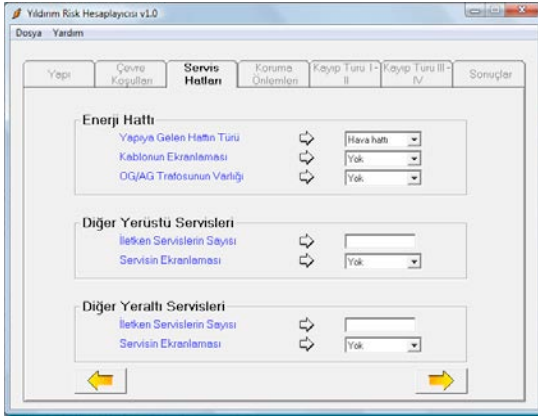 Yıldırım Risk Hesaplayıcısı v1.0
Dosya Yardım
Yapı
Çevre Koşulları
Servis Hatları
Koruma Önlemleri
Kayıp Türü I - II
Kayıp Türü III - IV
Sonuçlar
Enerji Hattı
Yapıya Gelen Hattın Türü
Hava hattı
Kablonun Ekranlaması
Yok
OG/AG Trafosunun Varlığı
Yok
Diğer Yerüstü Servisleri
İletken Servislerin Sayısı
Servisin Ekranlaması
Yok
Diğer Yeraltı Servisleri
İletken Servislerin Sayısı
Servisin Ekranlaması
Yok